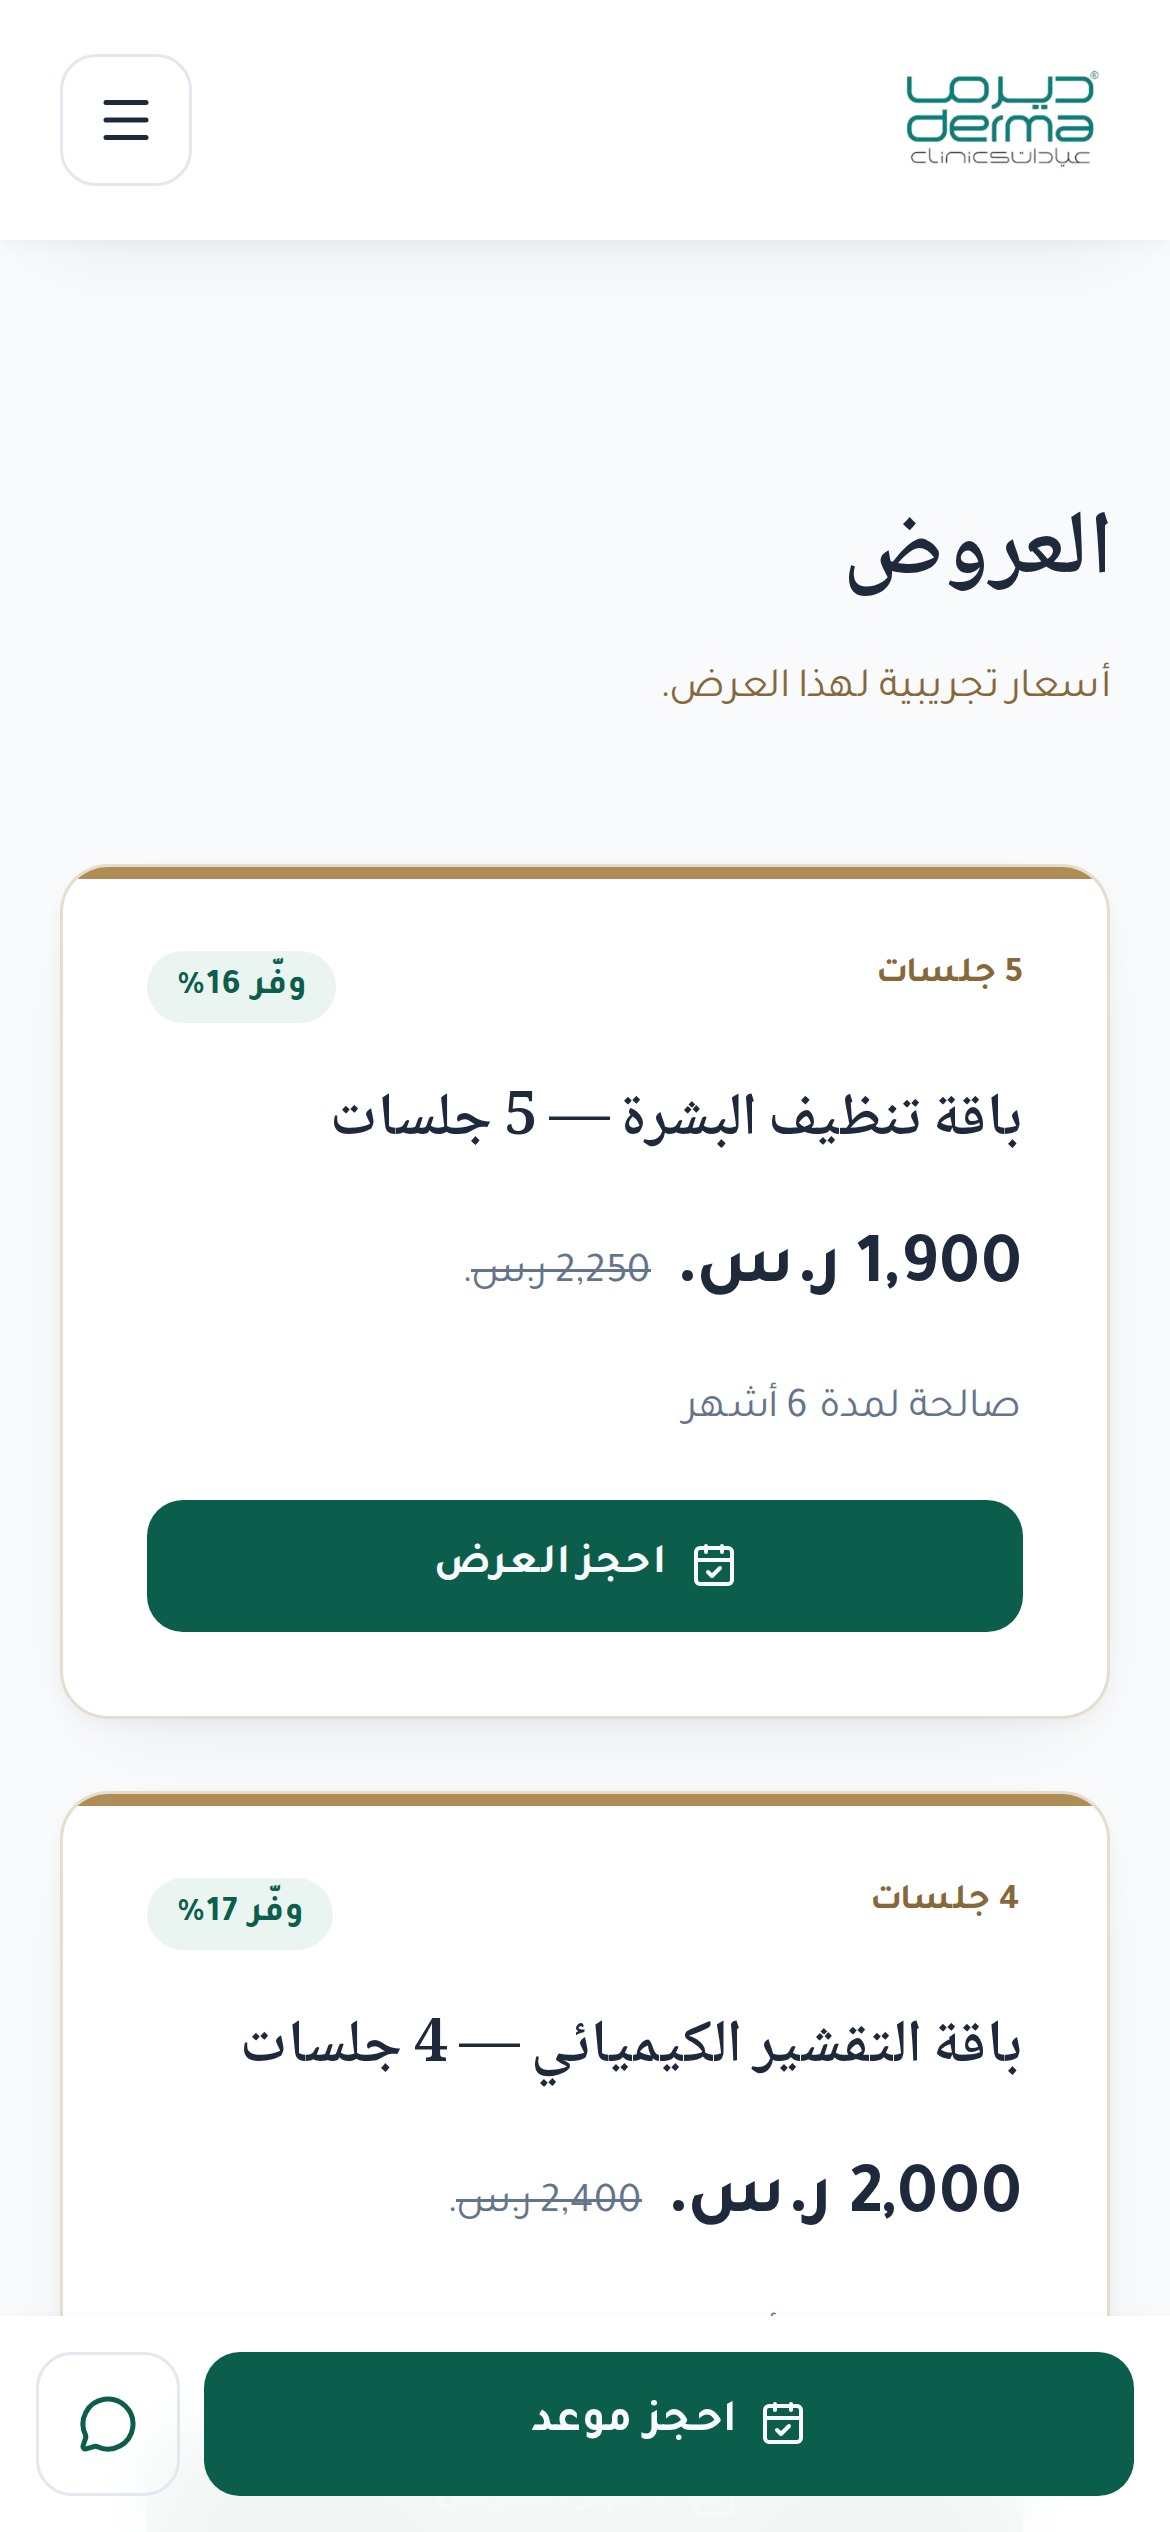 ديرما
derma
clinics عيادات
العروض
أسعار تجريبية لهذا العرض.
5 جلسات
وفّر 16%
باقة تنظيف البشرة — 5 جلسات
1,900 ر.س. 2,250 ر.س.
صالحة لمدة 6 أشهر
احجز العرض
4 جلسات
وفّر 17%
باقة التقشير الكيميائي — 4 جلسات
2,000 ر.س. 2,400 ر.س.
احجز موعد